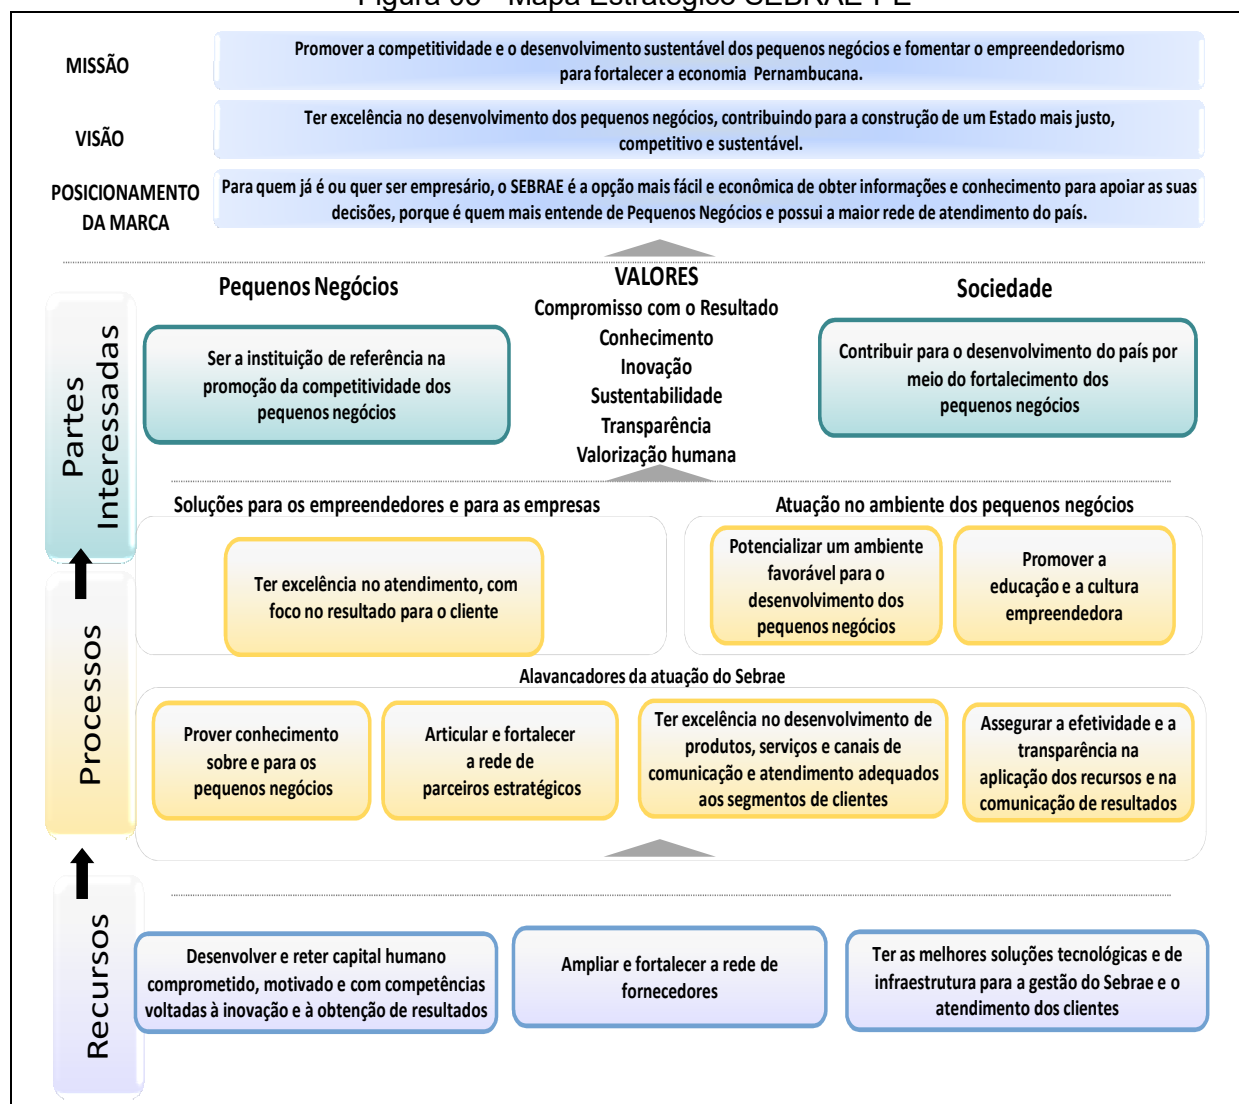 MISSÃO
Promover a competitividade e o desenvolvimento sustentável dos pequenos negócios e fomentar o empreendedorismo
para fortalecer a economia Pernambucana.
VISÃO
Ter excelência no desenvolvimento dos pequenos negócios, contribuindo para a construção de um Estado mais justo,
competitivo e sustentável.
POSICIONAMENTO
DA MARCA
Para quem já é ou quer ser empresário, o SEBRAE é a opção mais fácil e econômica de obter informações e conhecimento para apoiar as suas
decisões, porque é quem mais entende de Pequenos Negócios e possui a maior rede de atendimento do país.
Partes
Interessadas
Pequenos Negócios
Ser a instituição de referência na
promoção da competitividade dos
pequenos negócios
VALORES
Compromisso com o Resultado
Conhecimento
Inovação
Sustentabilidade
Transparência
Valorização humana
Sociedade
Contribuir para o desenvolvimento do país por
meio do fortalecimento dos
pequenos negócios
Processos
Soluções para os empreendedores e para as empresas
Ter excelência no atendimento, com
foco no resultado para o cliente
Atuação no ambiente dos pequenos negócios
Potencializar um ambiente
favorável para o
desenvolvimento dos
pequenos negócios
Promover a
educação e a cultura
empreendedora
Alavancadores da atuação do Sebrae
Prover conhecimento
sobre e para os
pequenos negócios
Articular e fortalecer
a rede de
parceiros estratégicos
Ter excelência no desenvolvimento de
produtos, serviços e canais de
comunicação e atendimento adequados
aos segmentos de clientes
Assegurar a efetividade e a
transparência na
aplicação dos recursos e na
comunicação de resultados
Recursos
Desenvolver e reter capital humano
comprometido, motivado e com competências
voltadas à inovação e à obtenção de resultados
Ampliar e fortalecer a rede de
fornecedores
Ter as melhores soluções tecnológicas e de
infraestrutura para a gestão do Sebrae e o
atendimento dos clientes